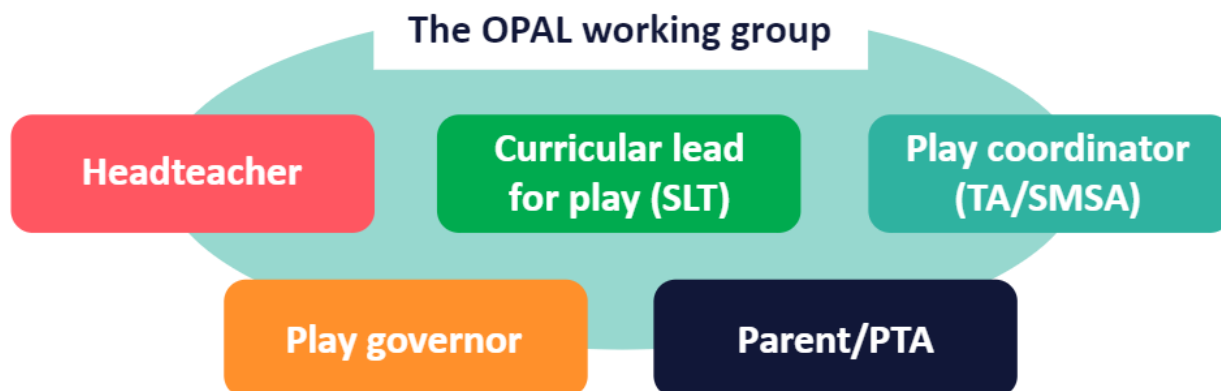 The OPAL working group
Headteacher
Curricular lead
for play (SLT)
Play coordinator
(TA/SMSA)
Play governor
Parent/PTA